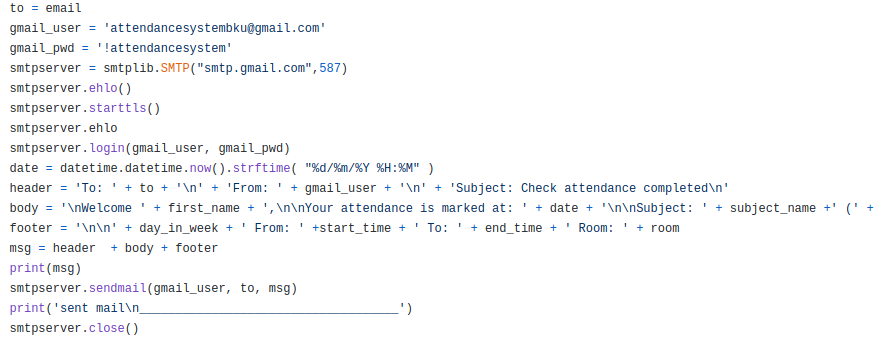 to = email
gmail_user = 'attendancesystembku@gmail.com'
gmail_pwd = '!attendancesystem'
smtpserver = smtplib.SMTP("smtp.gmail.com",587)
smtpserver.ehlo()
smtpserver.starttls()
smtpserver.ehlo
smtpserver.login(gmail_user, gmail_pwd)
date = datetime.datetime.now().strftime( "%d/%m/%Y %H:%M" )
header = 'To: ' + to + '\n' + 'From: ' + gmail_user + '\n' + 'Subject: Check attendance completed\n'
body = '\nWelcome ' + first_name + ',\n\nYour attendance is marked at: ' + date + '\n\nSubject: ' + subject_name +' (' +
footer = '\n\n' + day_in_week + ' From: ' +start_time + ' To: ' + end_time + ' Room: ' + room
msg = header  + body + footer
print(msg)
smtpserver.sendmail(gmail_user, to, msg)
print('sent mail\n____________________________________')
smtpserver.close()